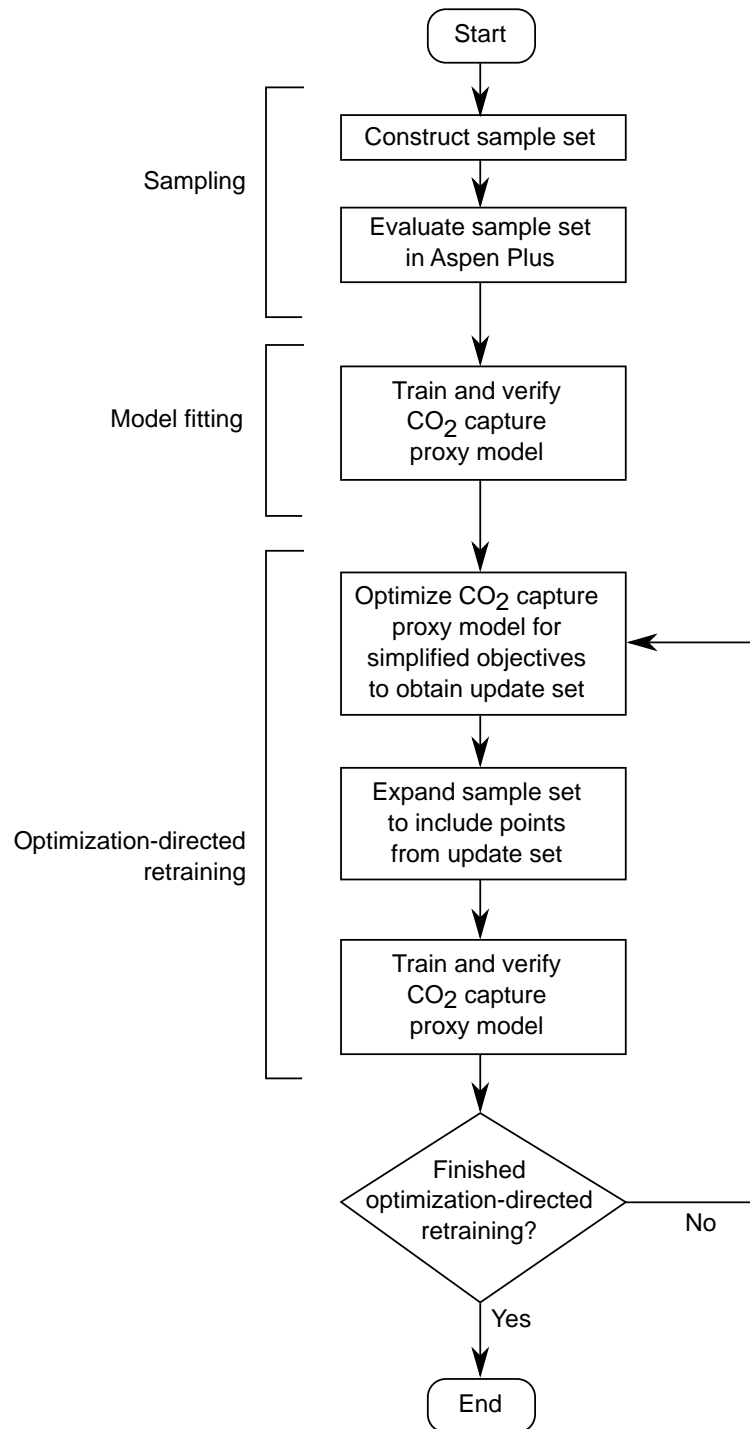 Start
Sampling
Construct sample set
Evaluate sample set
in Aspen Plus
Model fitting
Train and verify
CO2 capture
proxy model
Optimization-directed
retraining
Optimize CO2 capture
proxy model for
simplified objectives
to obtain update set
Expand sample set
to include points
from update set
Train and verify
CO2 capture
proxy model
Finished
optimization-directed
retraining?
No
Yes
End